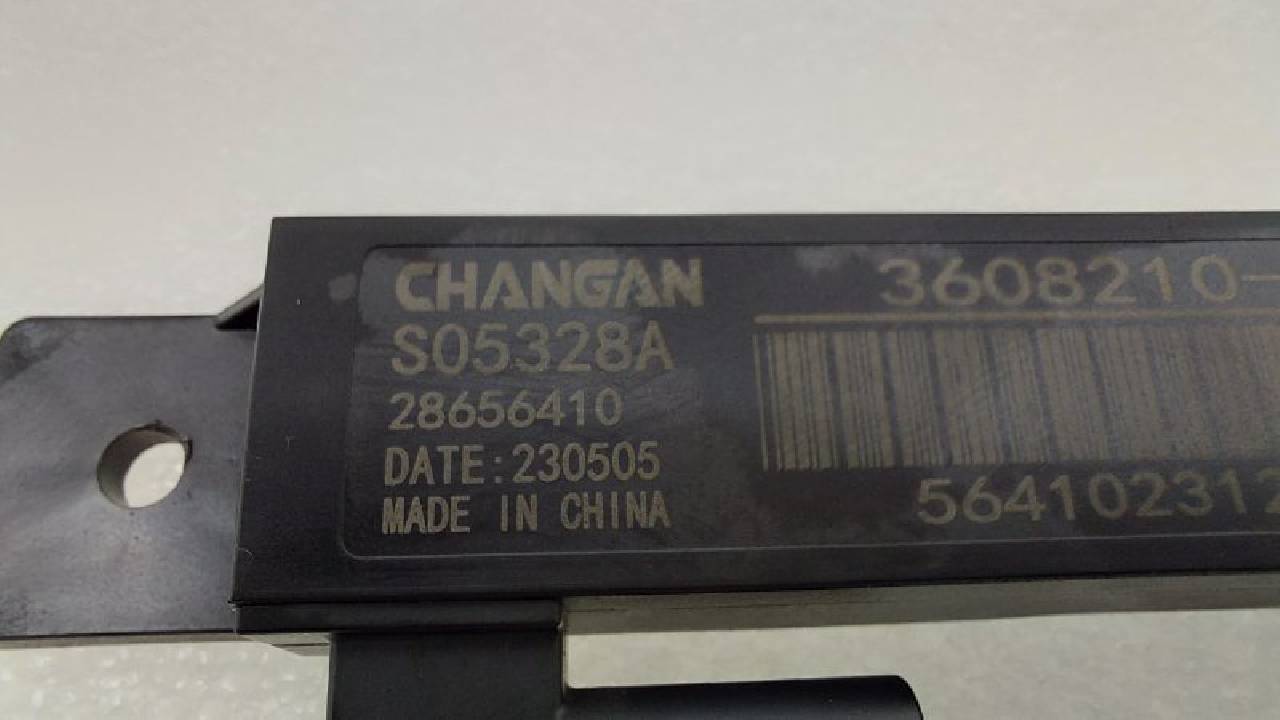 CHANGAN
S05328A
28656410
DATE:230505
MADE IN CHINA
3608210-
564102312